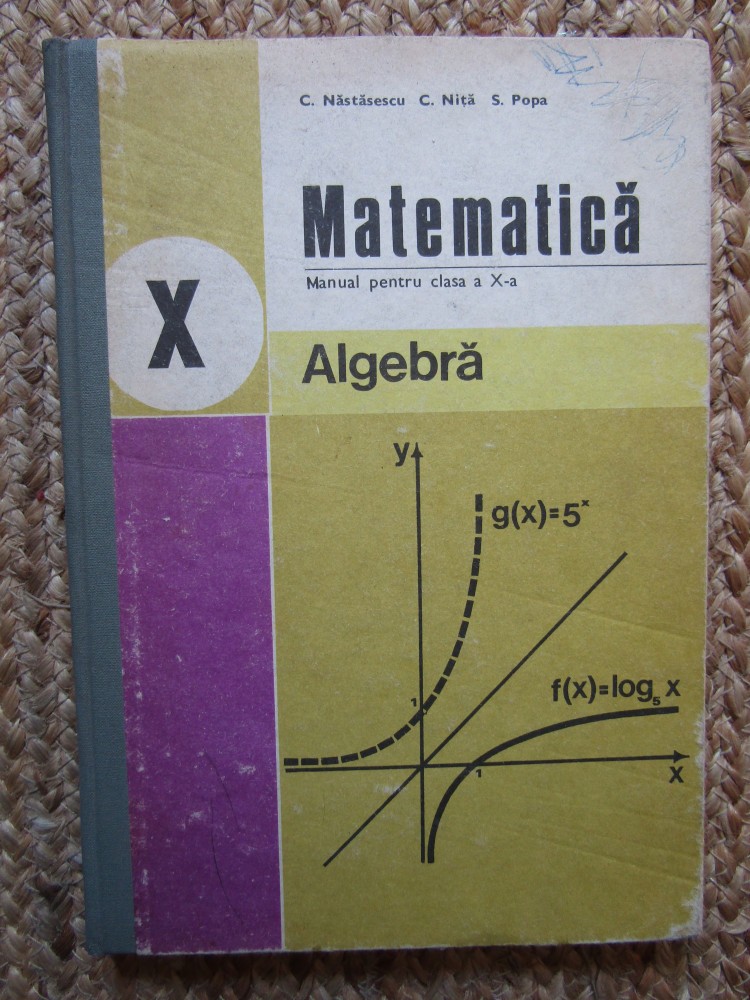 C. Năstăsescu C. Niță S. Popa
Matematică
Manual pentru clasa a X-a
X
Algebră
y
g(x)=5ˣ
1
f(x)=log₅ x
1
x